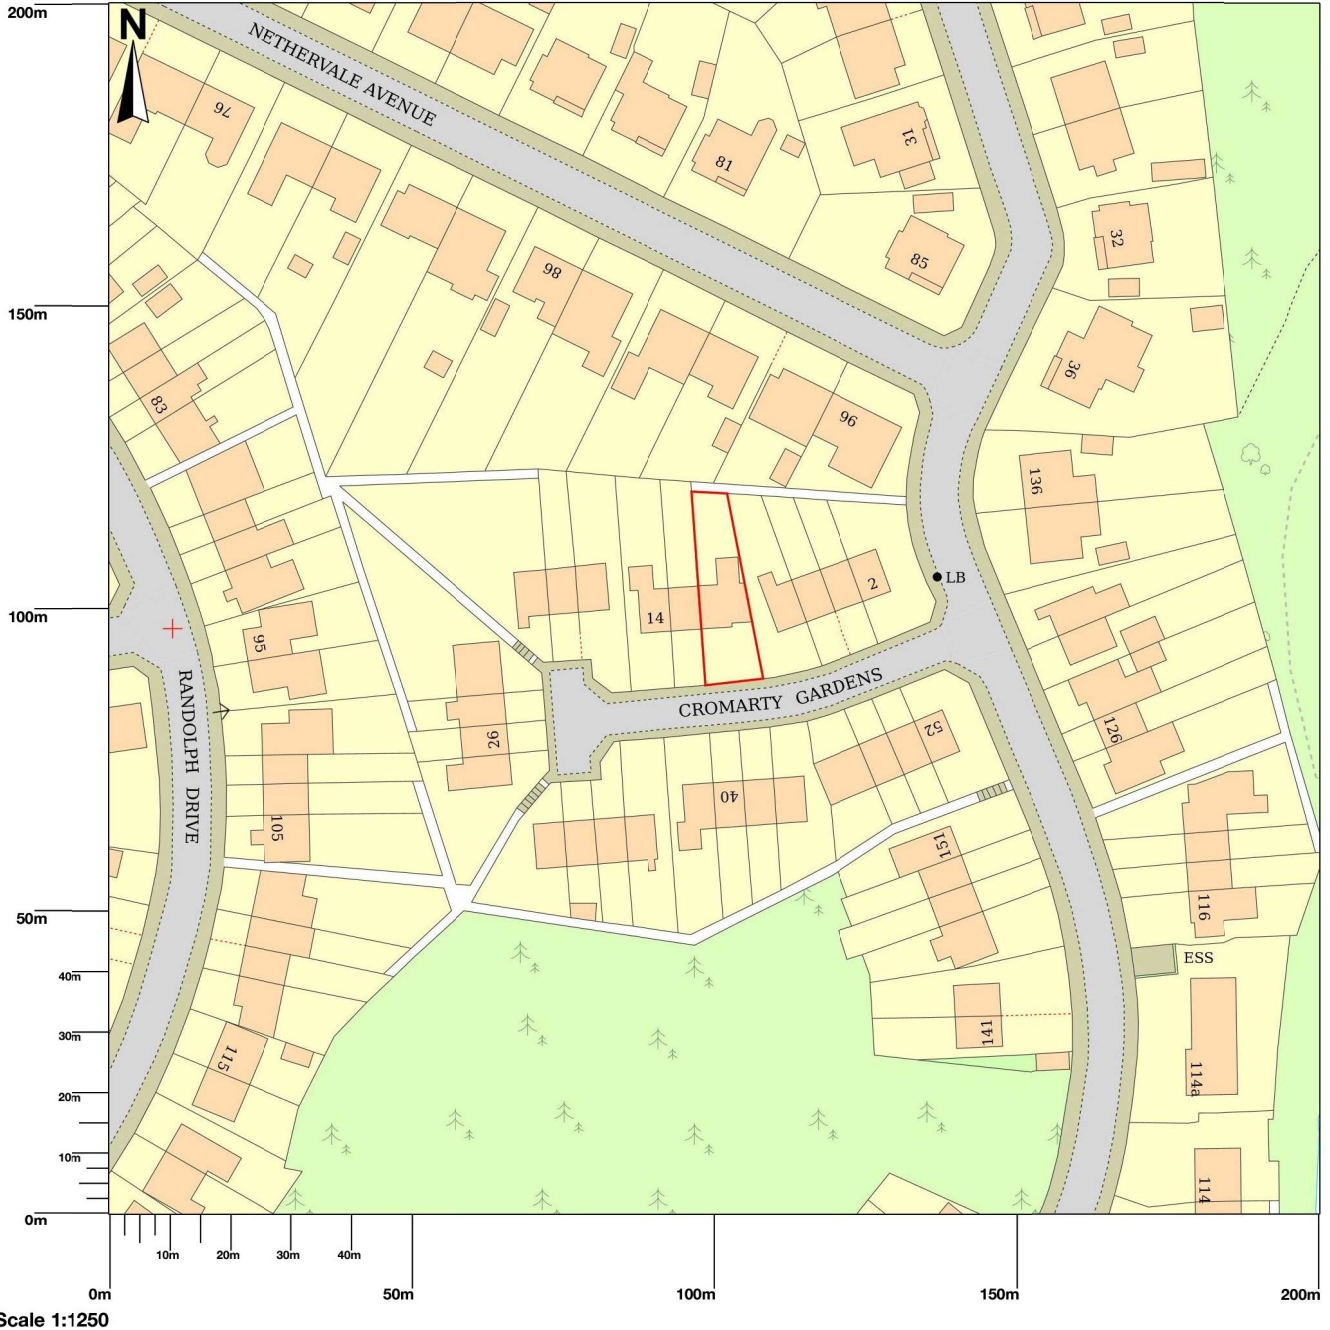 200m
N
NETHERVALE AVENUE
76
81
31
85
32
86
150m
36
83
96
136
LB
2
14
100m
95
CROMARTY GARDENS
RANDOLPH DRIVE
26
52
126
40
105
151
116
50m
ESS
40m
141
30m
115
114a
20m
10m
114
0m
10m 20m 30m 40m
0m 50m 100m 150m 200m
Scale 1:1250